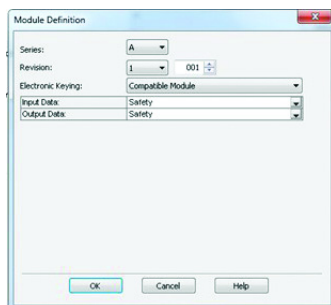 Module Definition
Series: A
Revision: 1 001
Electronic Keying: Compatible Module
Input Data: Safety
Output Data: Safety
OK Cancel Help